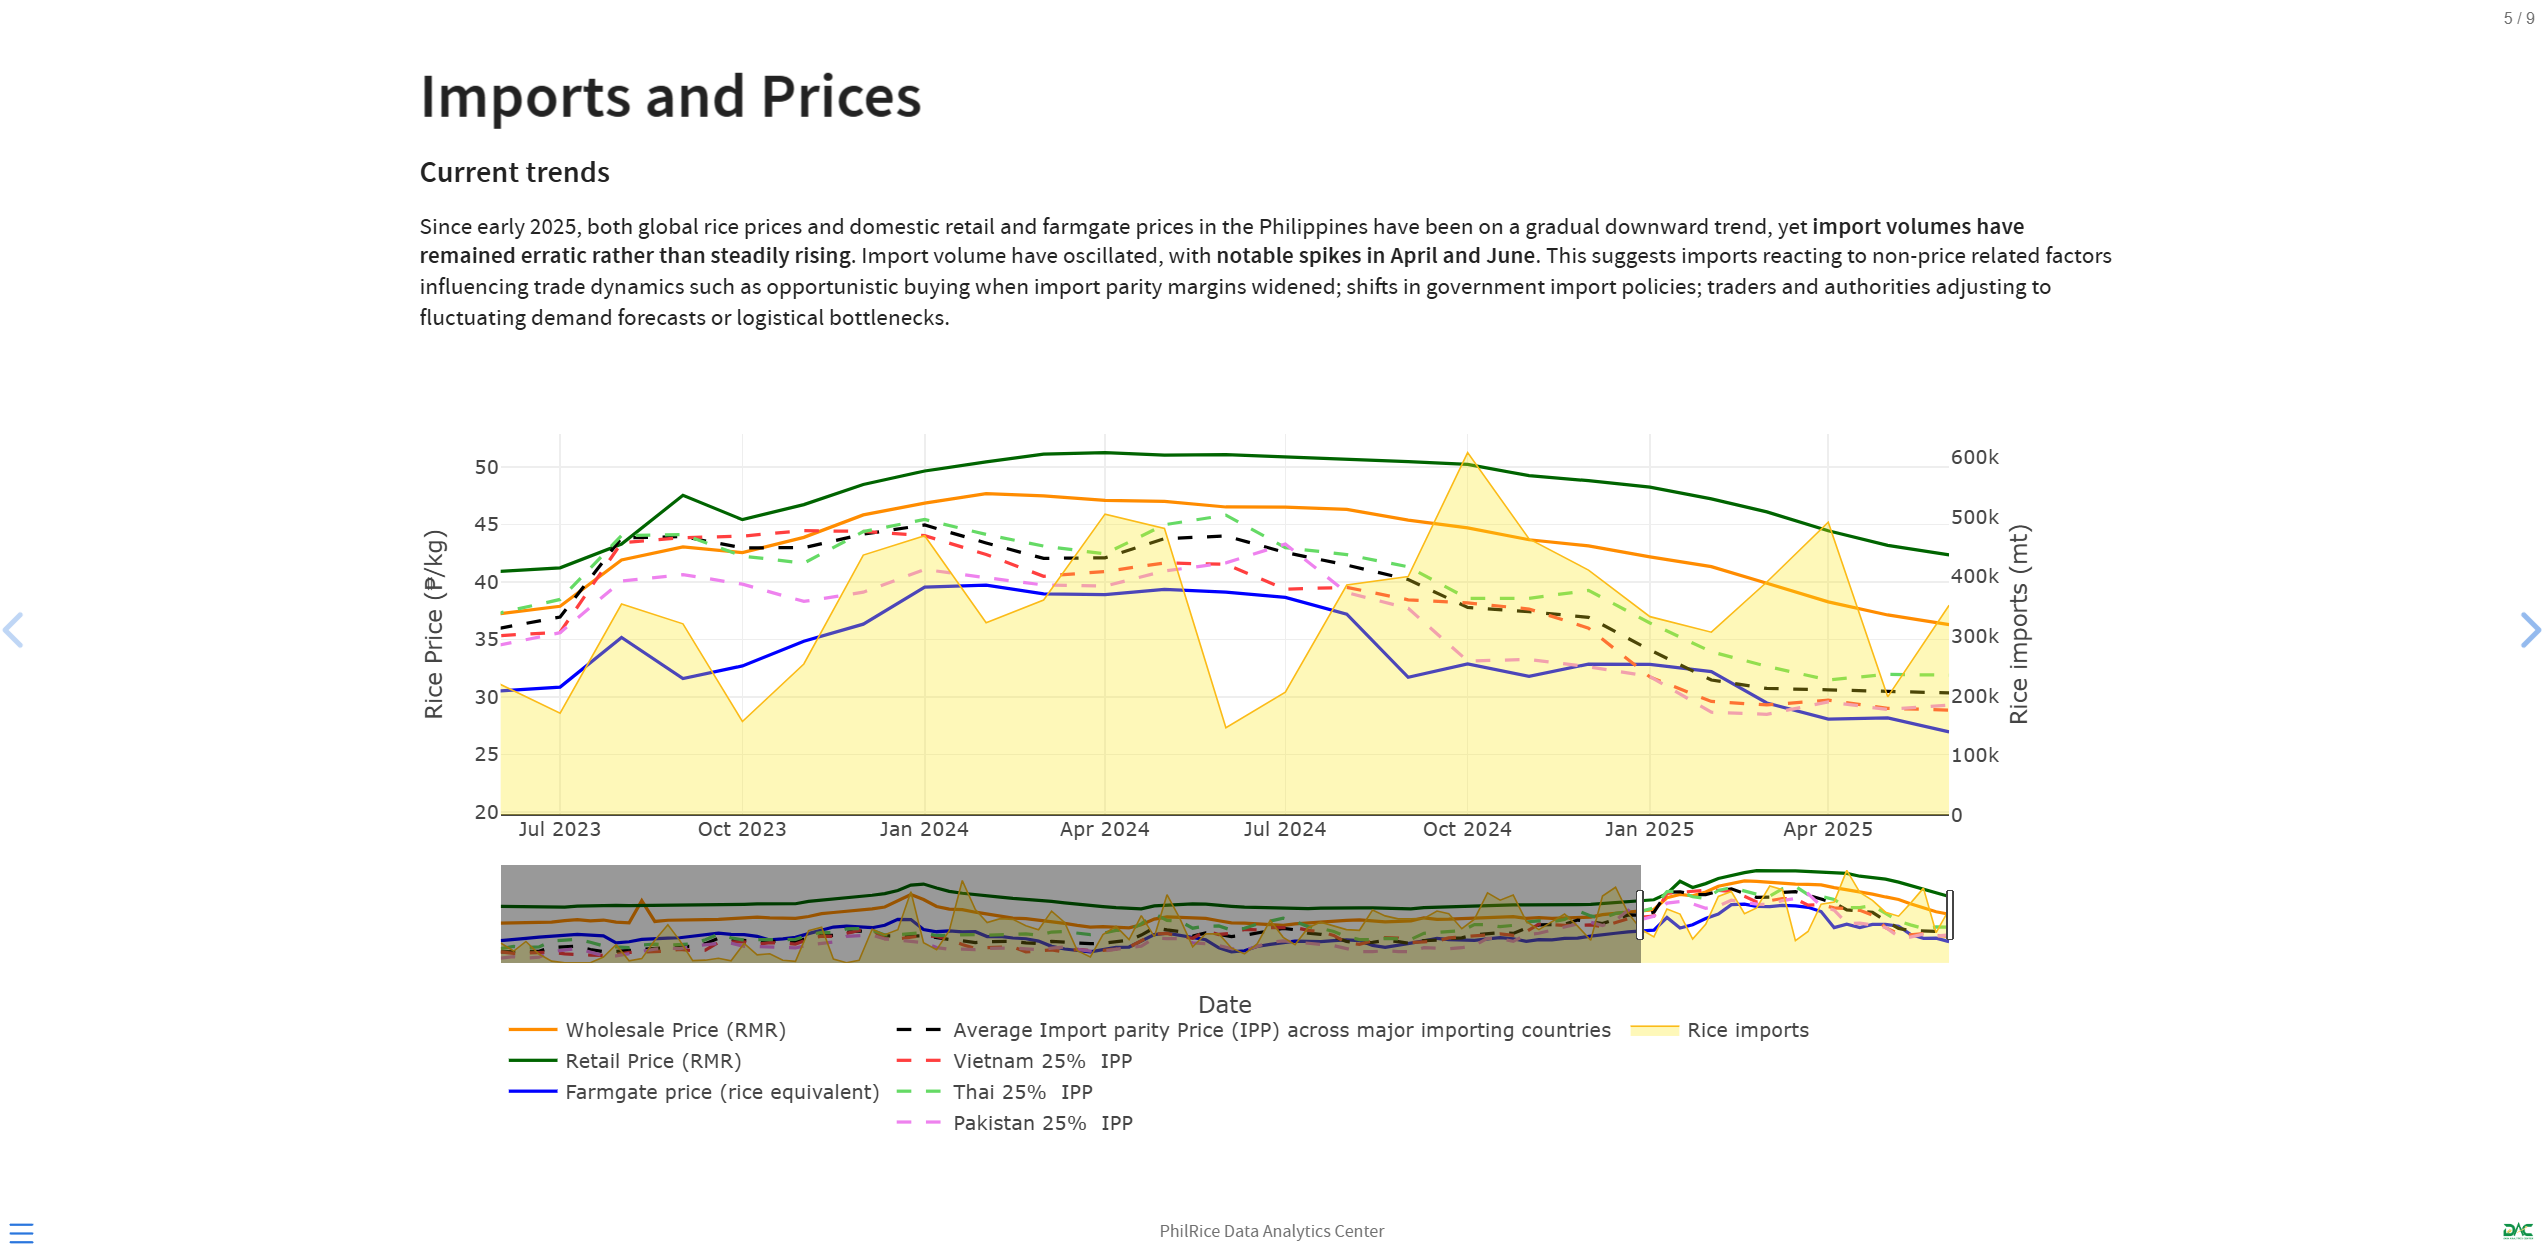 5 / 9
Imports and Prices
Current trends
Since early 2025, both global rice prices and domestic retail and farmgate prices in the Philippines have been on a gradual downward trend, yet import volumes have
remained erratic rather than steadily rising. Import volume have oscillated, with notable spikes in April and June. This suggests imports reacting to non-price related factors
influencing trade dynamics such as opportunistic buying when import parity margins widened; shifts in government import policies; traders and authorities adjusting to
fluctuating demand forecasts or logistical bottlenecks.
Rice Price (₱/kg)
50
45
40
35
30
25
20
600k
500k
400k
300k
200k
100k
0
Rice imports (mt)
Jul 2023 Oct 2023 Jan 2024 Apr 2024 Jul 2024 Oct 2024 Jan 2025 Apr 2025
Date
Wholesale Price (RMR)
Retail Price (RMR)
Farmgate price (rice equivalent)
Average Import parity Price (IPP) across major importing countries
Vietnam 25% IPP
Thai 25% IPP
Pakistan 25% IPP
Rice imports
PhilRice Data Analytics Center
DAC